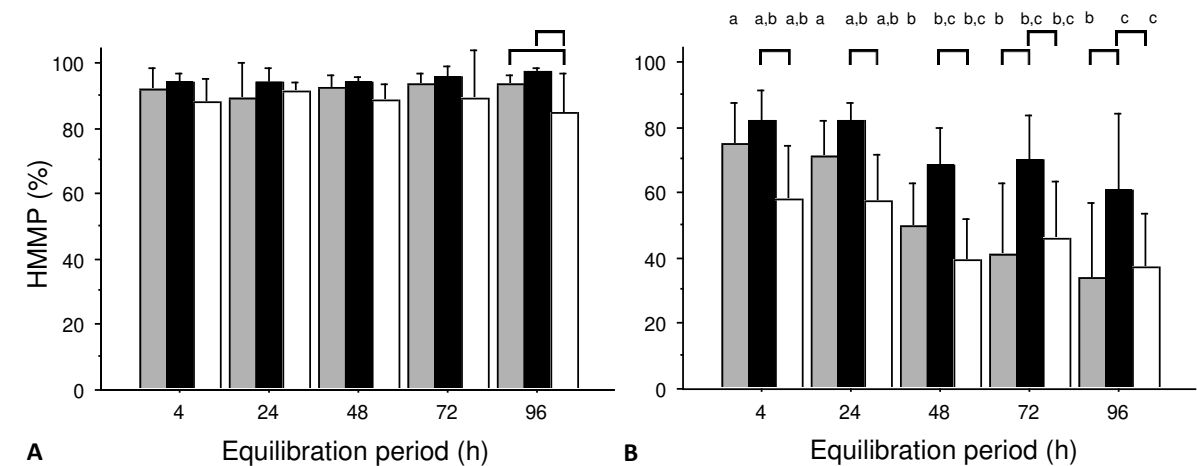 a a,b a,b a a,b a,b b b,c b,c b b,c b,c b c c
100
80
60
40
20
0
HMMP (%)
4 24 48 72 96
A Equilibration period (h)
100
80
60
40
20
0
4 24 48 72 96
B Equilibration period (h)